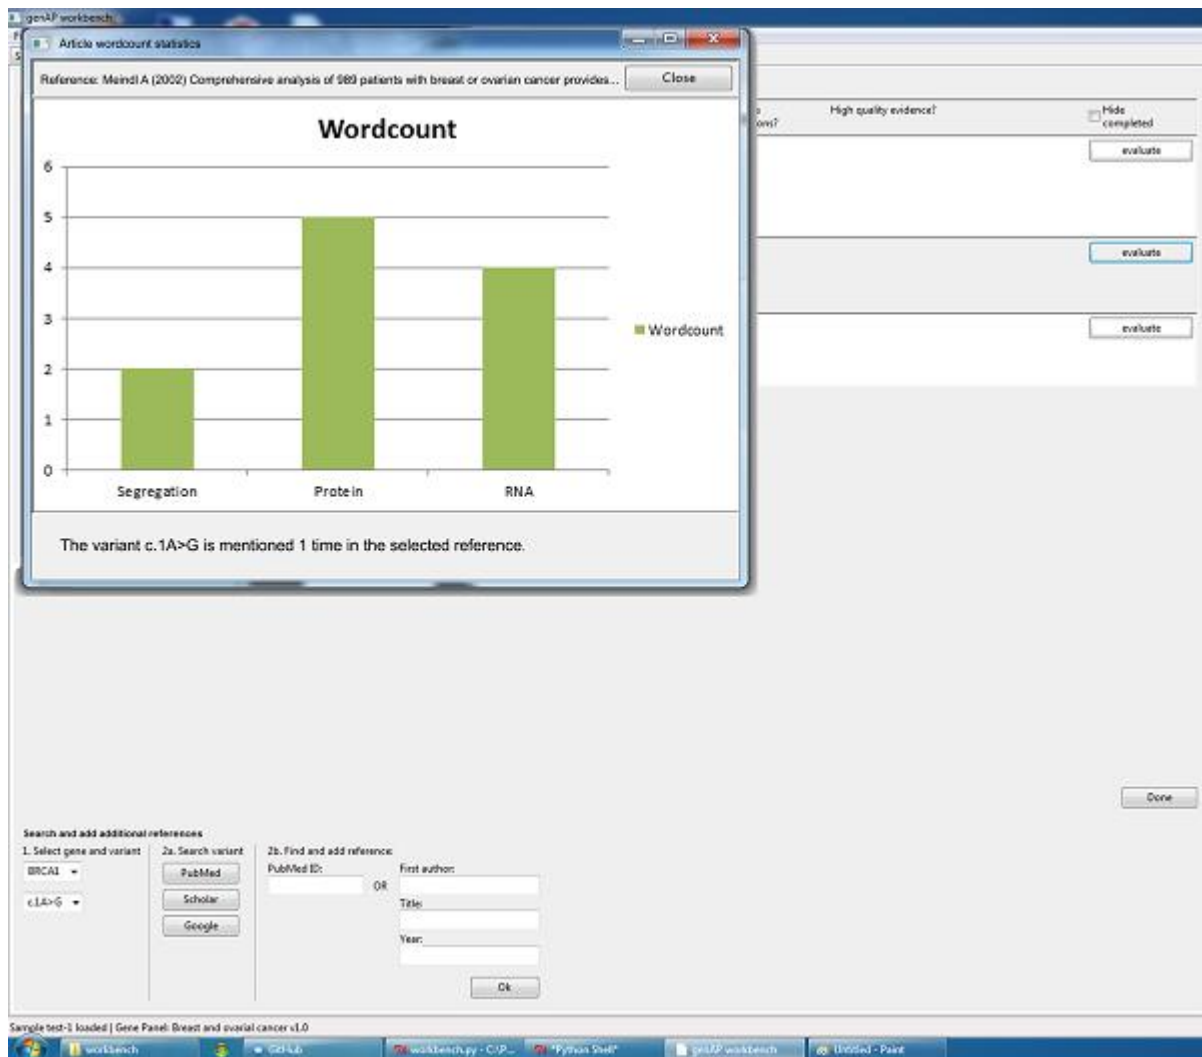 genAP workbench
Article wordcount statistics
Reference: Meindl A (2002) Comprehensive analysis of 989 patients with breast or ovarian cancer provides...
Close
Wordcount
6
5
4
3
2
1
0
Segregation
Protein
RNA
Wordcount
The variant c.1A>G is mentioned 1 time in the selected reference.
ons?
High quality evidence?
Hide
completed
evaluate
evaluate
evaluate
Done
Search and add additional references
1. Select gene and variant
2a. Search variant
2b. Find and add reference:
BRCA1
c.1A>G
PubMed
Scholar
Google
PubMed ID:
OR
First author:
Title:
Year:
Ok
Sample test-1 loaded | Gene Panel: Breast and ovarial cancer v1.0
workbench
GitHub
workbench.py - C:\P...
*Python Shell*
genAP workbench
Untitled - Paint